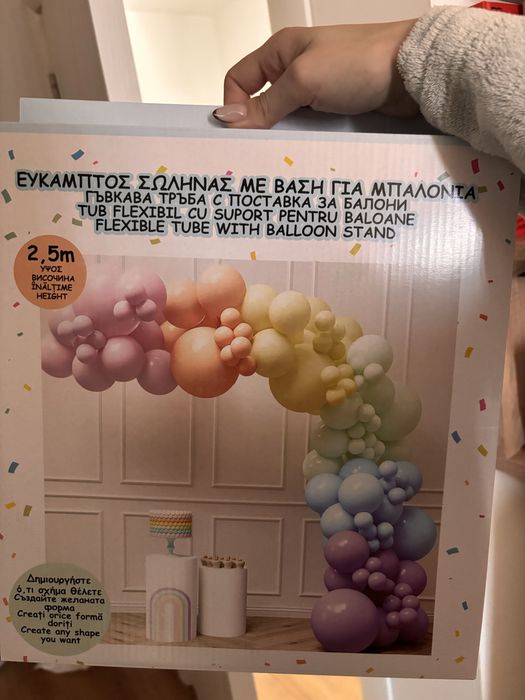 ΕΥΚΑΜΠΤΟΣ ΣΩΛΗΝΑΣ ΜΕ ΒΑΣΗ ΓΙΑ ΜΠΑΛΟΝΙΑ
ГЪВКАВА ТРЪБА С ПОСТАВКА ЗА БАЛОНИ
TUB FLEXIBIL CU SUPORT PENTRU BALOANE
FLEXIBLE TUBE WITH BALLOON STAND
2,5m
ΥΨΟΣ
ВИСОЧИНА
ÎNĂLȚIME
HEIGHT
Δημιουργήστε
ό,τι σχήμα θέλετε
Създайте желаната
форма
Creați orice formă
doriți
Create any shape
you want